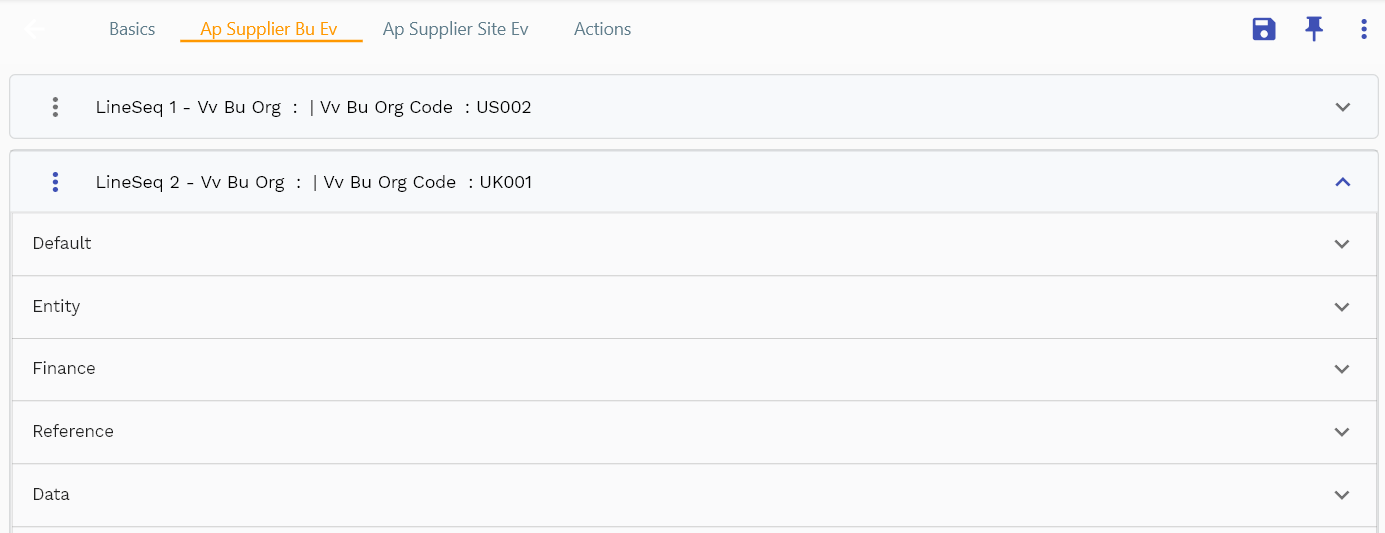 Basics Ap Supplier Bu Ev Ap Supplier Site Ev Actions
LineSeq 1 - Vv Bu Org : | Vv Bu Org Code : US002
LineSeq 2 - Vv Bu Org : | Vv Bu Org Code : UK001
Default
Entity
Finance
Reference
Data